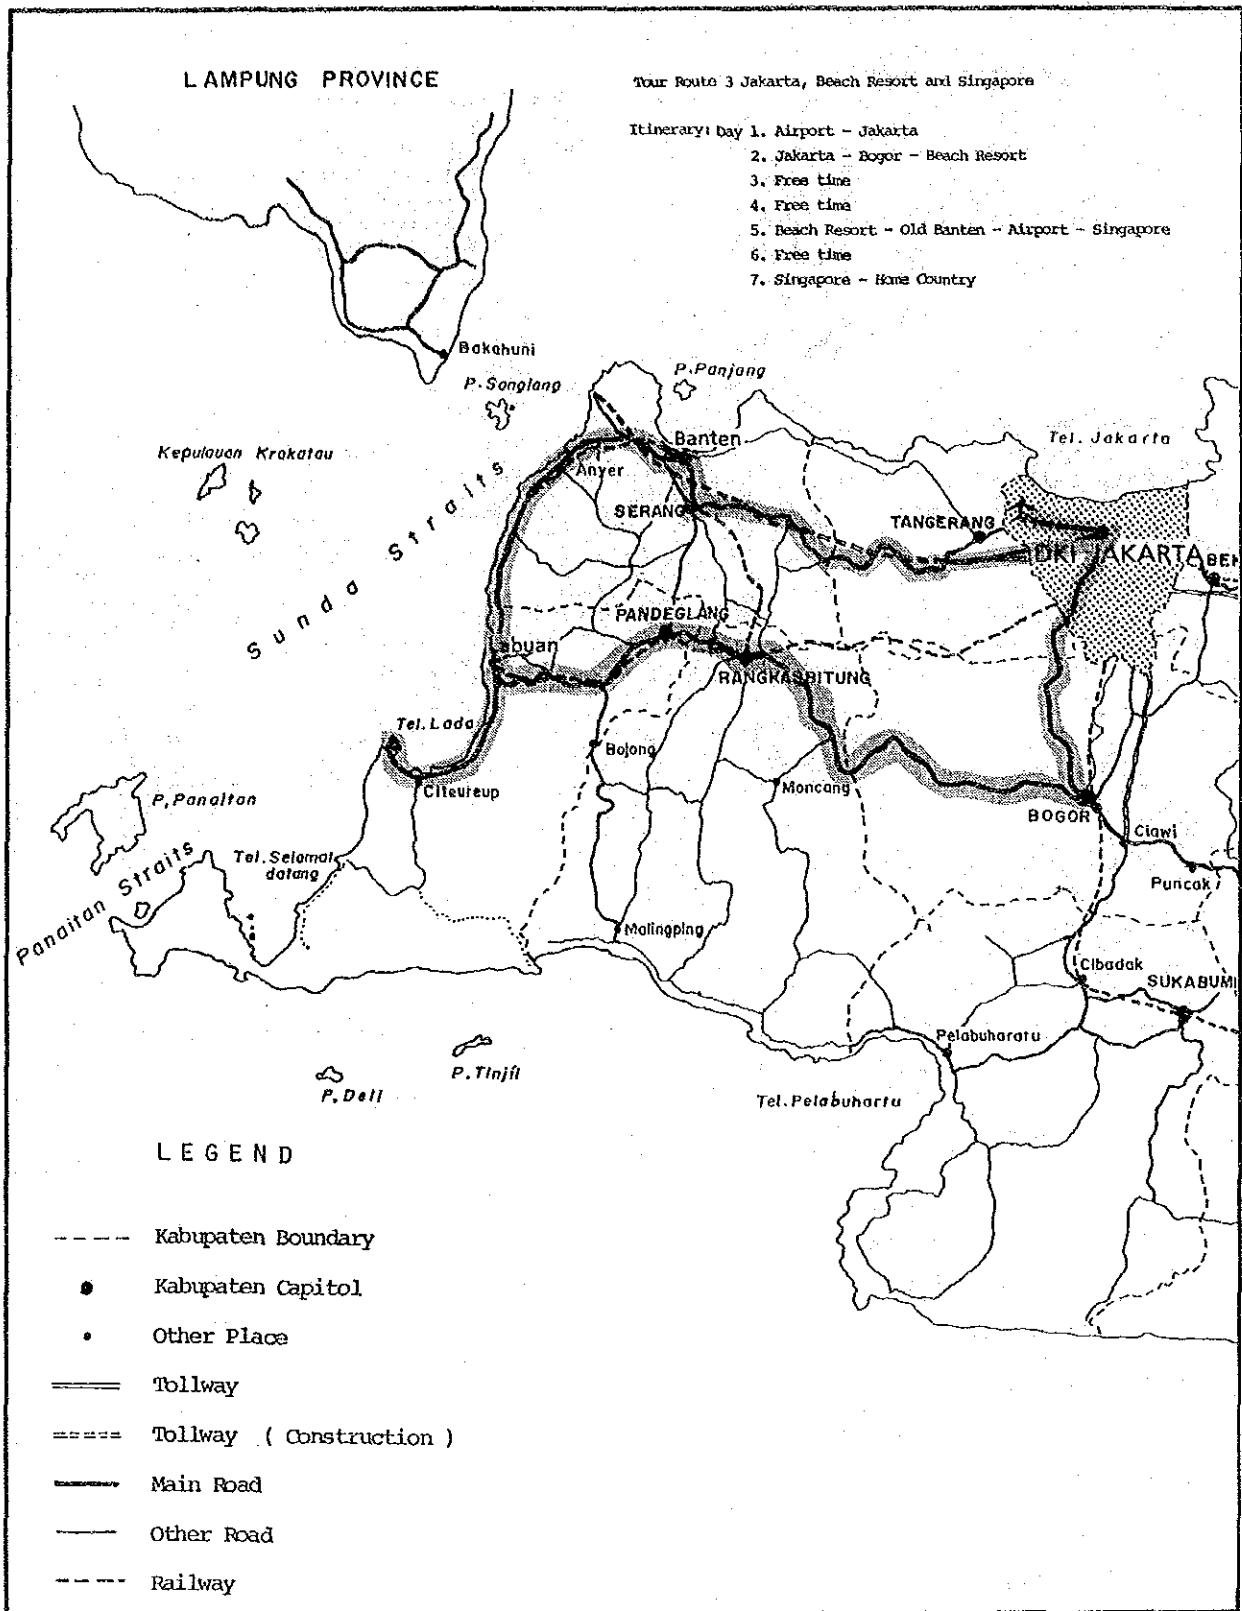 LAMPUNG PROVINCE
Tour Route 3 Jakarta, Beach Resort and Singapore
Itinerary: Day 1. Airport - Jakarta
2. Jakarta - Bogor - Beach Resort
3. Free time
4. Free time
5. Beach Resort - Old Banten - Airport - Singapore
6. Free time
7. Singapore - Home Country
Bakahuni
P. Songlang
P. Panjang
Kepulauan Krakatau
Sunda Straits
Banten
Anyer
SERANG
Tel. Jakarta
TANGERANG
DKI JAKARTA
BEK
PANDEGLANG
abuan
RANGKASBITUNG
Tel. Lada
Citeureup
Bojong
Moncang
BOGOR
Ciawi
Puncak
P. Panaitan
Panaitan Straits
Tel. Selamat
datang
Malingping
Cibadak
SUKABUMI
Pelabuharatu
P. Tinjil
P. Deli
Tel. Pelabuhartu
LEGEND
Kabupaten Boundary
Kabupaten Capitol
Other Place
Tollway
Tollway ( Construction )
Main Road
Other Road
Railway